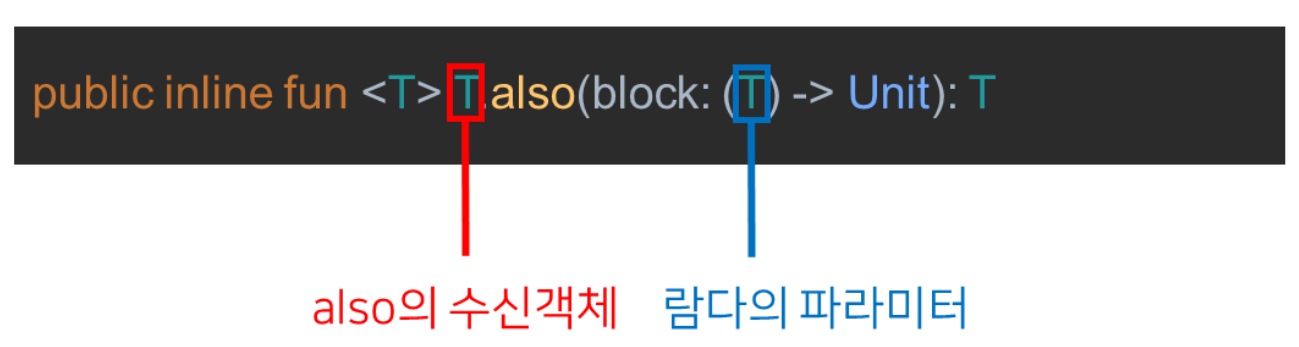 public inline fun <T> T.also(block: (T) -> Unit): T
also의 수신객체 람다의 파라미터